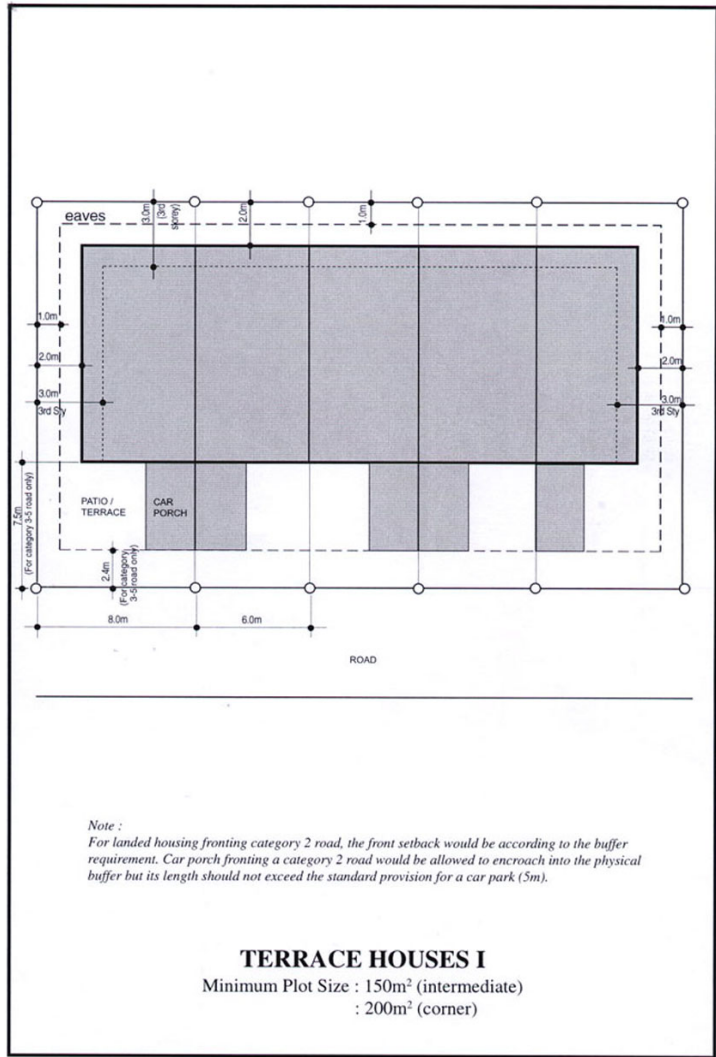 eaves
3.0m
(3rd
storey)
2.0m
1.0m
1.0m
2.0m
3.0m
3rd Sty
1.0m
2.0m
3.0m
3rd Sty
7.5m
(For category 3-5 road only)
PATIO /
TERRACE
CAR
PORCH
2.4m
(For category
3-5 road only)
8.0m
6.0m
ROAD
Note :
For landed housing fronting category 2 road, the front setback would be according to the buffer
requirement. Car porch fronting a category 2 road would be allowed to encroach into the physical
buffer but its length should not exceed the standard provision for a car park (5m).
TERRACE HOUSES I
Minimum Plot Size : 150m² (intermediate)
: 200m² (corner)